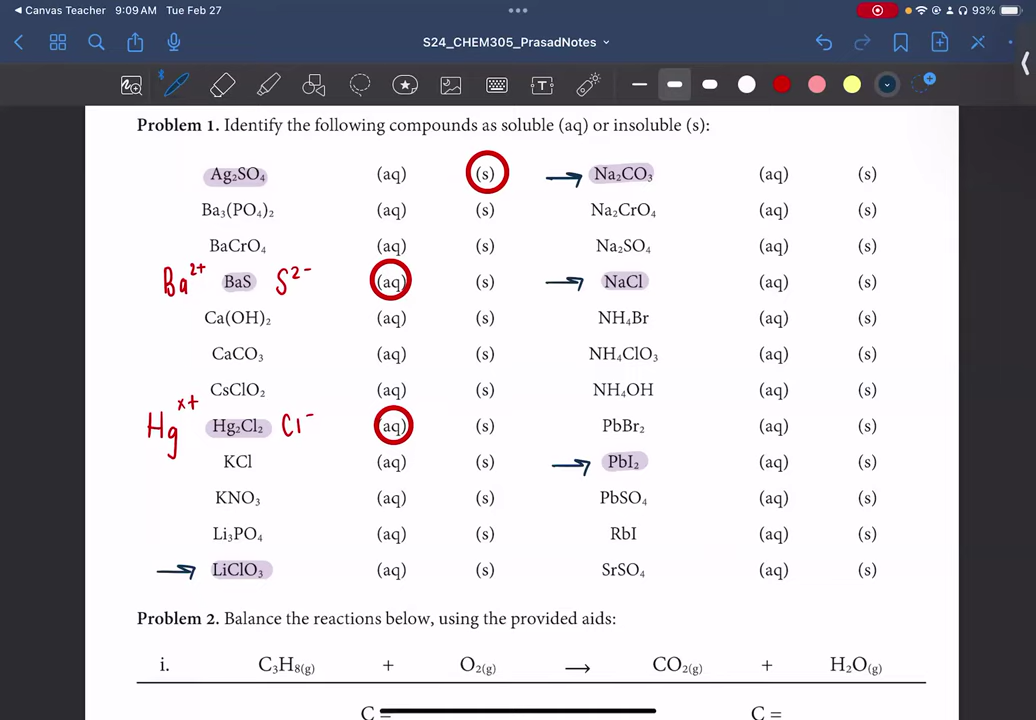 Canvas Teacher 9:09 AM Tue Feb 27 93%
S24_CHEM305_PrasadNotes
Problem 1. Identify the following compounds as soluble (aq) or insoluble (s):
Ag₂SO₄ (aq) (s) Na₂CO₃ (aq) (s)
Ba₃(PO₄)₂ (aq) (s) Na₂CrO₄ (aq) (s)
BaCrO₄ (aq) (s) Na₂SO₄ (aq) (s)
Ba²⁺ BaS S²⁻ (aq) (s) NaCl (aq) (s)
Ca(OH)₂ (aq) (s) NH₄Br (aq) (s)
CaCO₃ (aq) (s) NH₄ClO₃ (aq) (s)
CsClO₂ (aq) (s) NH₄OH (aq) (s)
Hgˣ⁺ Hg₂Cl₂ Cl⁻ (aq) (s) PbBr₂ (aq) (s)
KCl (aq) (s) PbI₂ (aq) (s)
KNO₃ (aq) (s) PbSO₄ (aq) (s)
Li₃PO₄ (aq) (s) RbI (aq) (s)
LiClO₃ (aq) (s) SrSO₄ (aq) (s)
Problem 2. Balance the reactions below, using the provided aids:
i. C₃H₈(g) + O₂(g) → CO₂(g) + H₂O(g)
C = C =